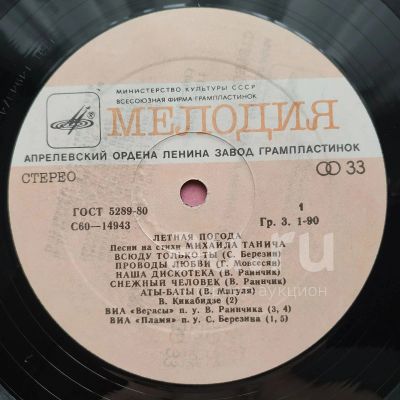 МИНИСТЕРСТВО КУЛЬТУРЫ СССР
ВСЕСОЮЗНАЯ ФИРМА ГРАМПЛАСТИНОК
МЕЛОДИЯ
АПРЕЛЕВСКИЙ ОРДЕНА ЛЕНИНА ЗАВОД ГРАМПЛАСТИНОК
СТЕРЕО 33
ГОСТ 5289-80 1
С60—14943 Гр. 3. 1-90
ЛЕТНАЯ ПОГОДА
Песни на стихи МИХАИЛА ТАНИЧА
ВСЮДУ ТОЛЬКО ТЫ (С. Березин)
ПРОВОДЫ ЛЮБВИ (Г. Мовсесян)
НАША ДИСКОТЕКА (В. Раинчик)
СНЕЖНЫЙ ЧЕЛОВЕК (В. Раинчик)
АТЫ-БАТЫ (В. Мигуля)
В. Кикабидзе (2)
ВИА «Верасы» п. у. В. Раинчика (3, 4)
ВИА «Пламя» п. у. С. Березина (1, 5)
.ru
аукцион